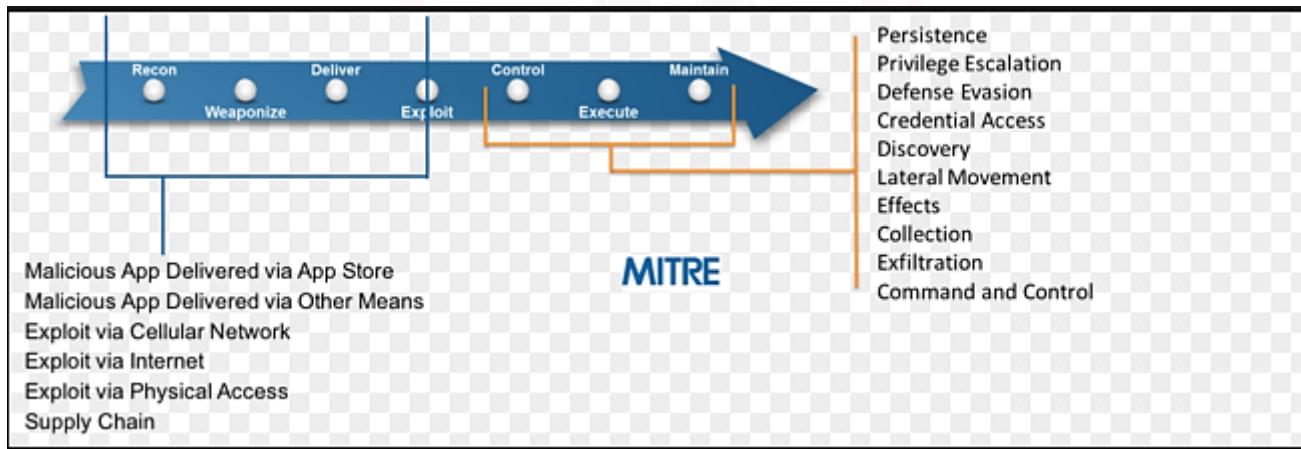 Recon
Weaponize
Deliver
Exploit
Control
Execute
Maintain
Persistence
Privilege Escalation
Defense Evasion
Credential Access
Discovery
Lateral Movement
Effects
Collection
Exfiltration
Command and Control
MITRE
Malicious App Delivered via App Store
Malicious App Delivered via Other Means
Exploit via Cellular Network
Exploit via Internet
Exploit via Physical Access
Supply Chain